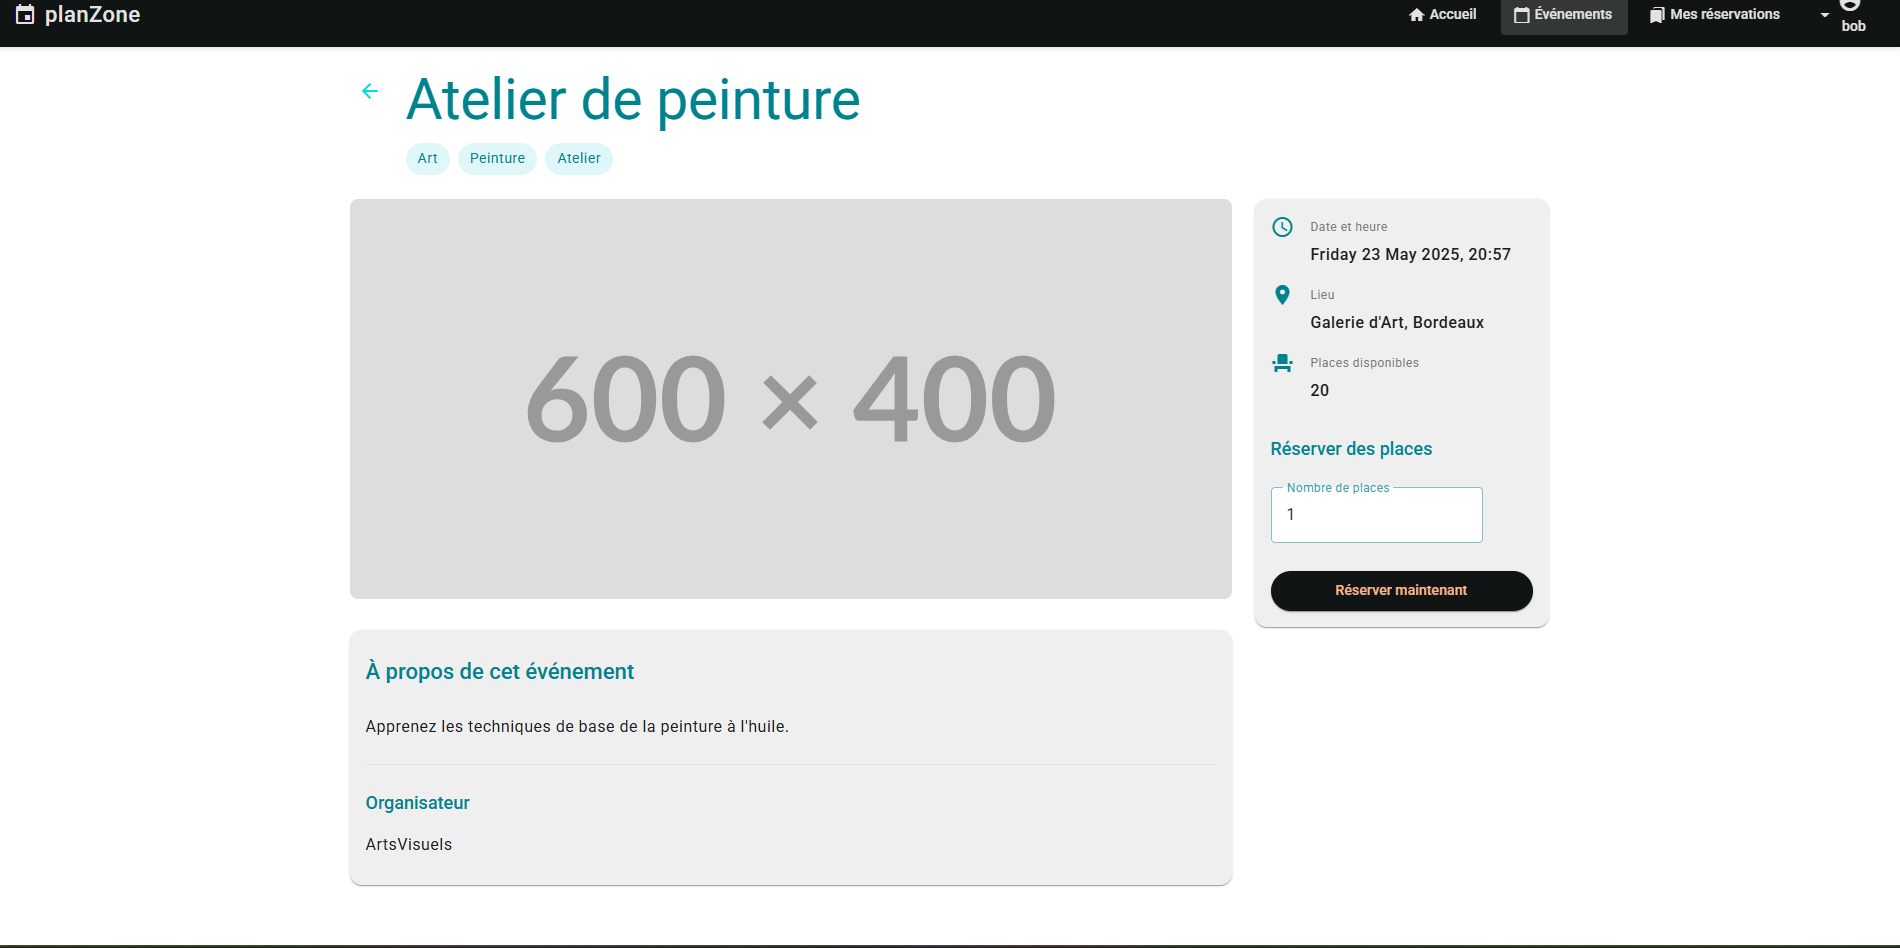 planZone
Accueil
Événements
Mes réservations
bob
Atelier de peinture
Art
Peinture
Atelier
600 × 400
Date et heure
Friday 23 May 2025, 20:57
Lieu
Galerie d'Art, Bordeaux
Places disponibles
20
Réserver des places
Nombre de places
1
Réserver maintenant
À propos de cet événement
Apprenez les techniques de base de la peinture à l'huile.
Organisateur
ArtsVisuels